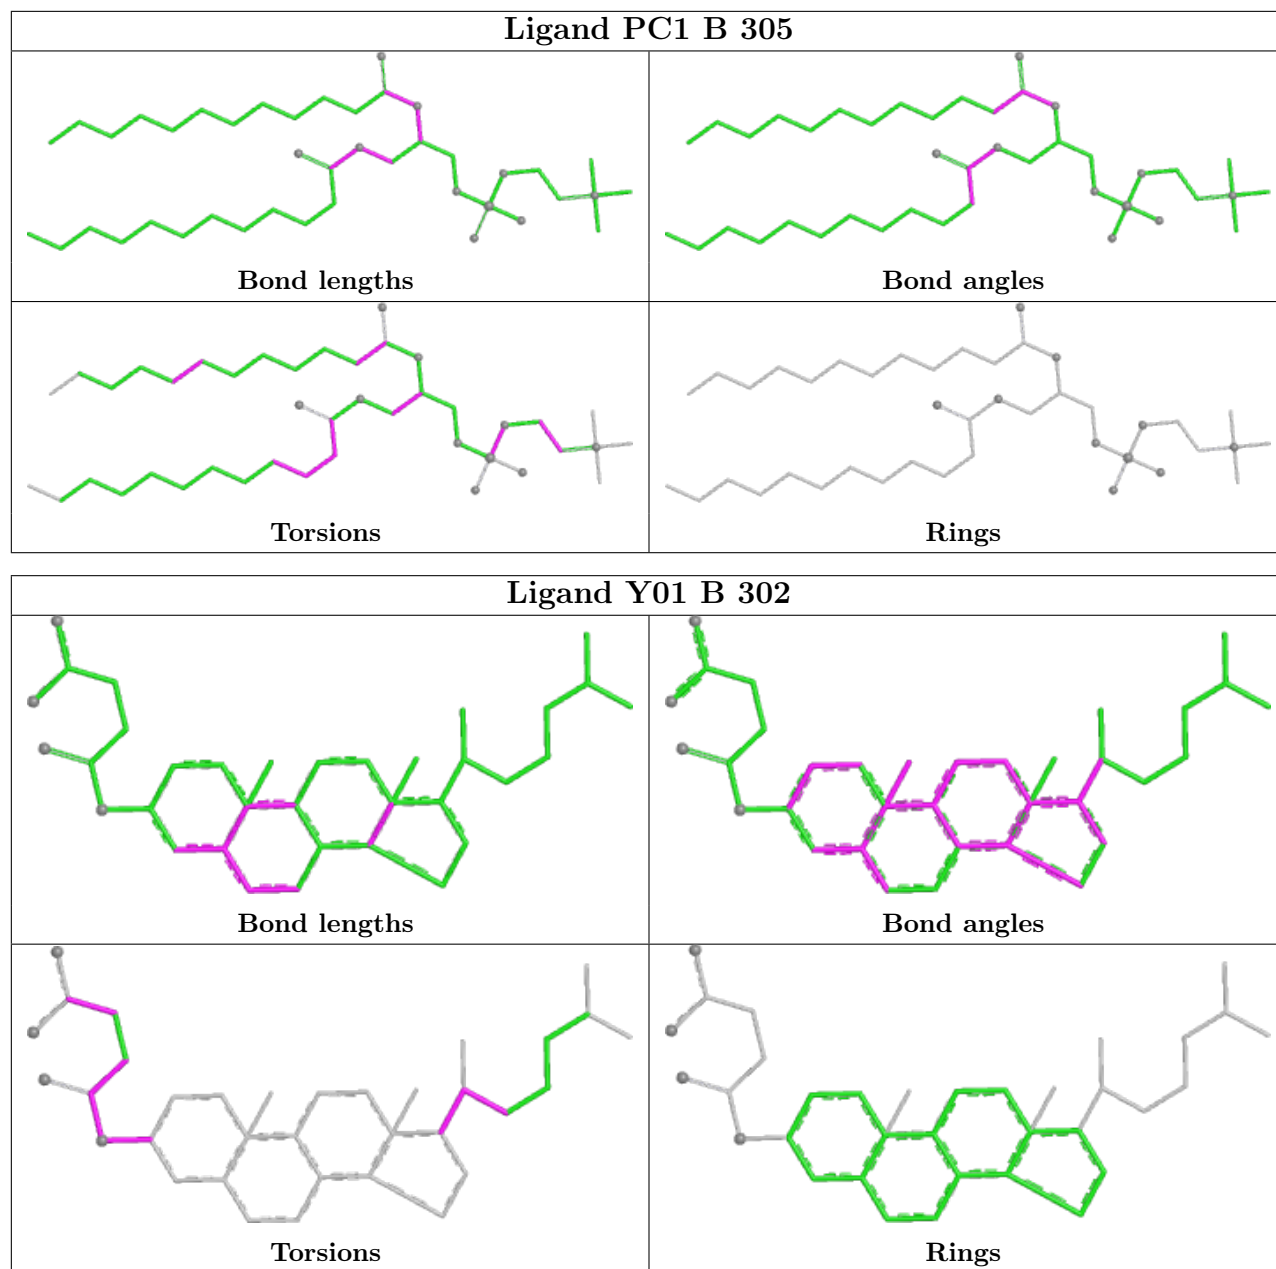 Ligand PC1 B 305
Bond lengths
Bond angles
Torsions
Rings
Ligand Y01 B 302
Bond lengths
Bond angles
Torsions
Rings